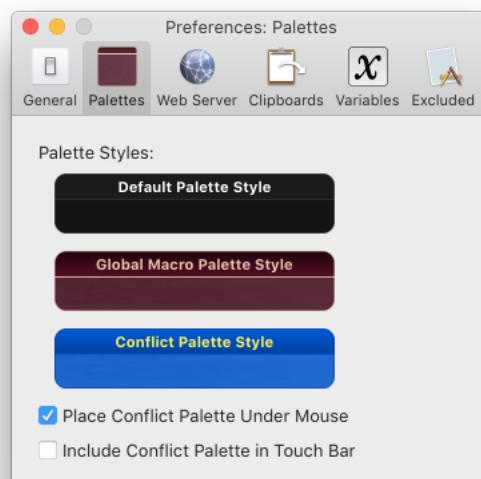 Preferences: Palettes
General Palettes Web Server Clipboards Variables Excluded
Palette Styles:
Default Palette Style
Global Macro Palette Style
Conflict Palette Style
Place Conflict Palette Under Mouse
Include Conflict Palette in Touch Bar